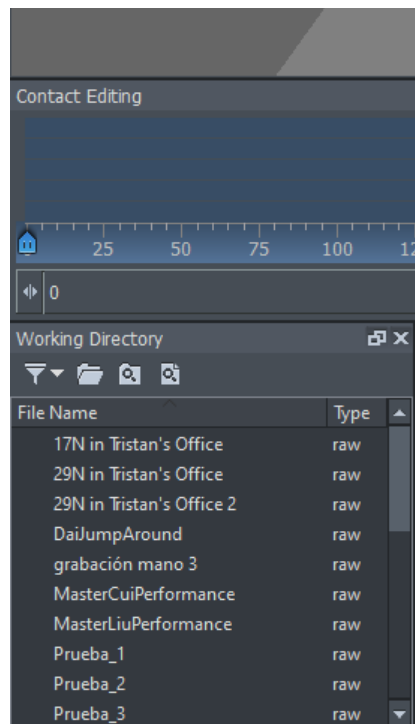 Contact Editing
25 50 75 100
0
Working Directory
File Name Type
17N in Tristan's Office raw
29N in Tristan's Office raw
29N in Tristan's Office 2 raw
DaiJumpAround raw
grabación mano 3 raw
MasterCuiPerformance raw
MasterLiuPerformance raw
Prueba_1 raw
Prueba_2 raw
Prueba_3 raw